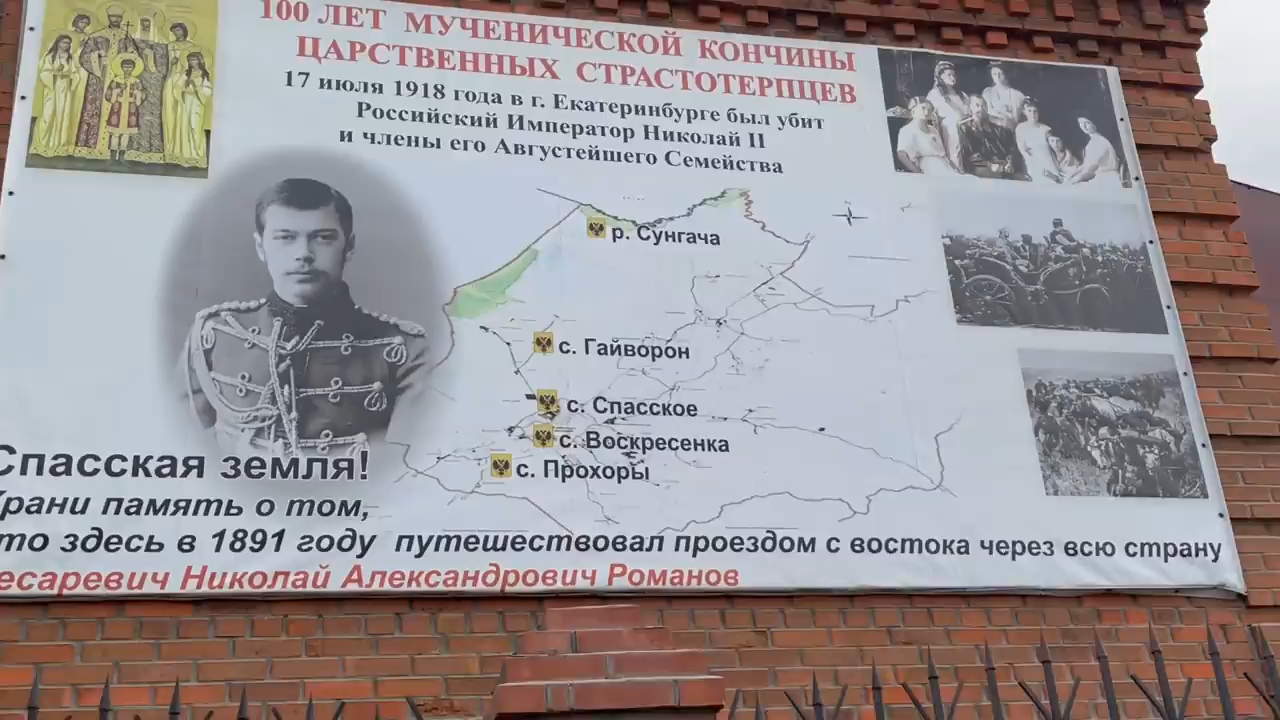 100 ЛЕТ МУЧЕНИЧЕСКОЙ КОНЧИНЫ
ЦАРСТВЕННЫХ СТРАСТОТЕРПЦЕВ
17 июля 1918 года в г. Екатеринбурге был убит
Российский Император Николай II
и члены его Августейшего Семейства
р. Сунгача
с. Гайворон
с. Спасское
с. Воскресенка
с. Прохоры
Спасская земля!
Храни память о том,
то здесь в 1891 году путешествовал проездом с востока через всю страну
есаревич Николай Александрович Романов